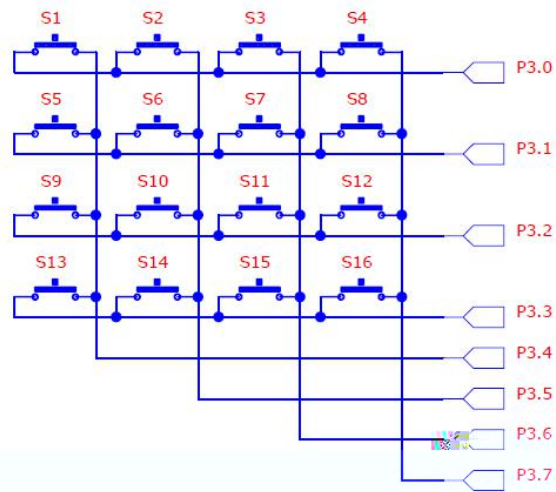 S1 S2 S3 S4
P3.0
S5 S6 S7 S8
P3.1
S9 S10 S11 S12
P3.2
S13 S14 S15 S16
P3.3
P3.4
P3.5
P3.6
P3.7